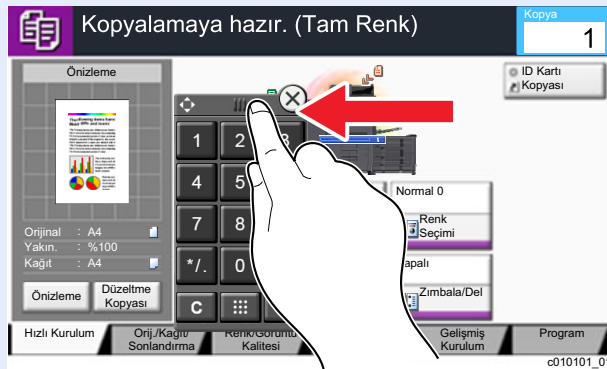 Kopyalamaya hazır. (Tam Renk)
Kopya
1
Önizleme
ID Kartı
Kopyası
Orijinal : A4
Yakın. : %100
Kağıt : A4
Önizleme
Düzeltme
Kopyası
1
2
3
4
5
7
8
*/.
0
C
Normal 0
Renk
Seçimi
Zımbala/Del
Hızlı Kurulum
Orij./Kağıt/
Sonlandırma
Renk/Görüntü
Kalitesi
Gelişmiş
Kurulum
Program